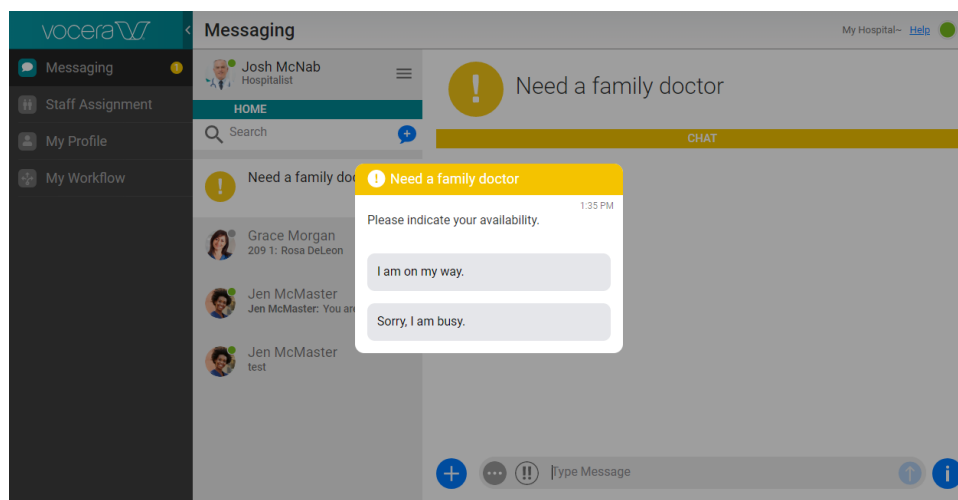 vocera
Messaging
My Hospital~ Help
Messaging 1
Staff Assignment
My Profile
My Workflow
Josh McNab
Hospitalist
HOME
Search
Need a family doc
Grace Morgan
209 1: Rosa DeLeon
Jen McMaster
Jen McMaster: You are
Jen McMaster
test
Need a family doctor
CHAT
Need a family doctor
1:35 PM
Please indicate your availability.
I am on my way.
Sorry, I am busy.
Type Message